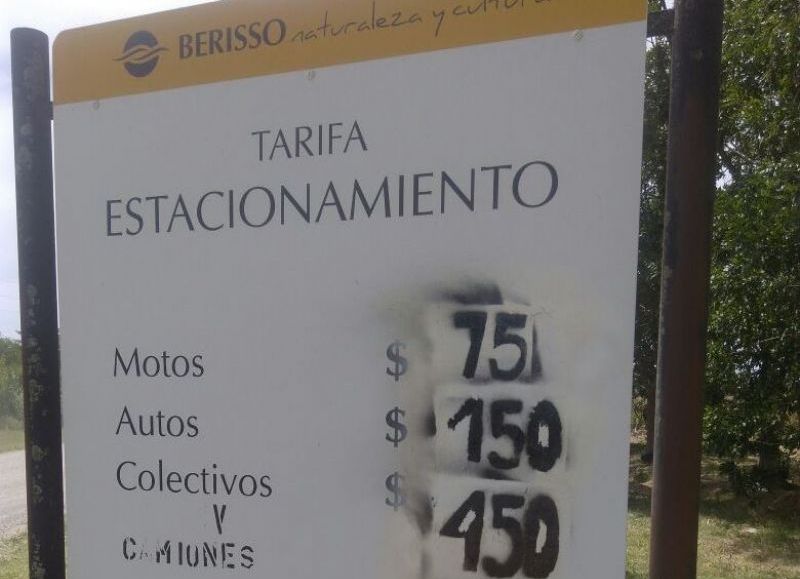 BERISSO naturaleza y cultura
TARIFA
ESTACIONAMIENTO
Motos $ 75
Autos $ 150
Colectivos $ 450
Y
CAMIONES